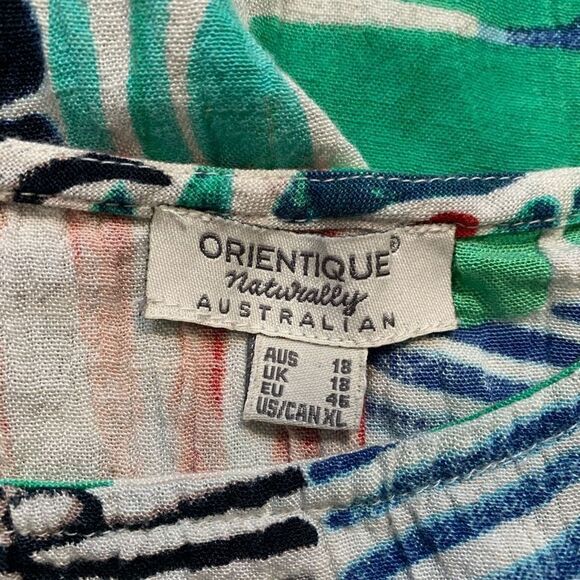 ORIENTIQUE®
Naturally
AUSTRALIAN
AUS 18
UK 18
EU 46
US/CAN XL